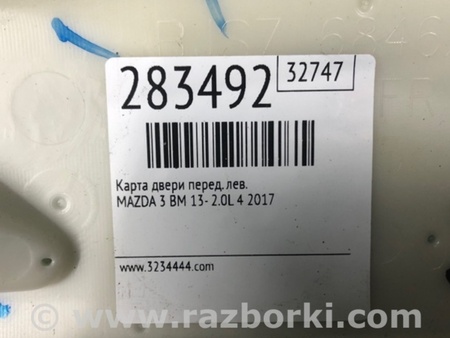 283492
32747
Карта двери перед. лев.
MAZDA 3 BM 13- 2.0L 4 2017
www.3234444.com
www.razborki.com